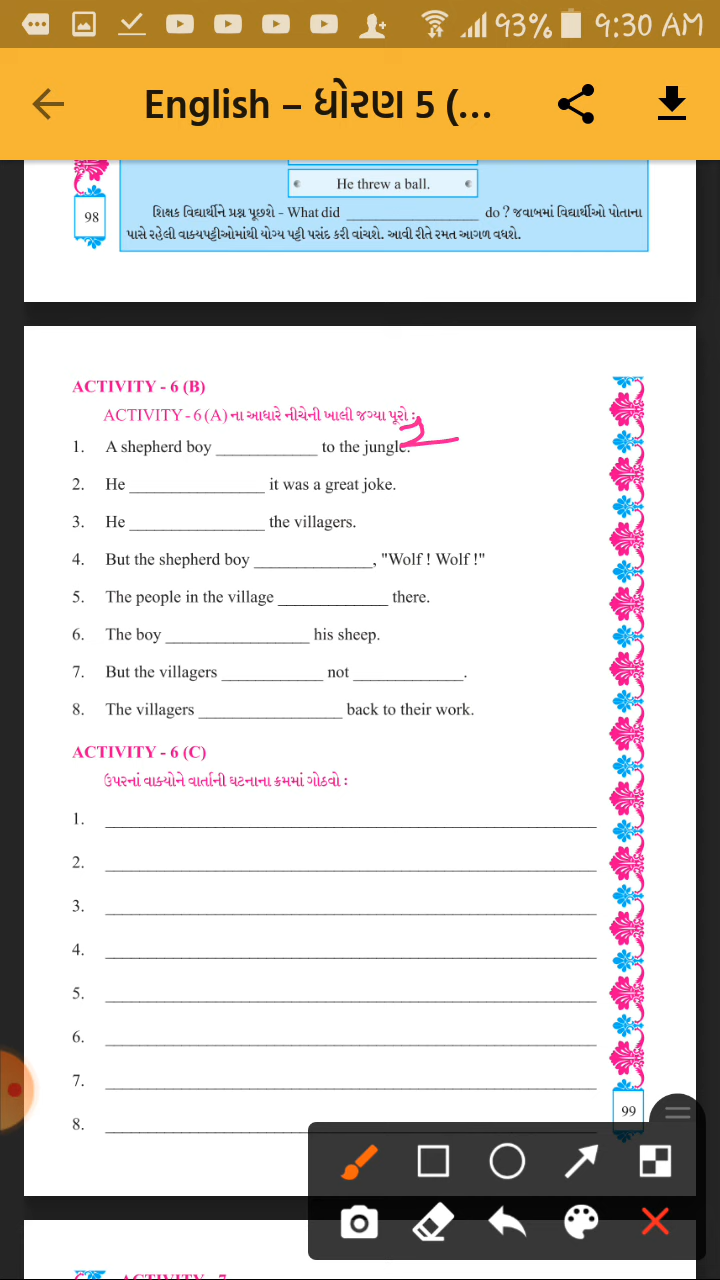 93% 9:30 AM
English – ધોરણ 5 (...
He threw a ball.
98
શિક્ષક વિદ્યાર્થીને પ્રશ્ન પૂછશે - What did ________________ do ? જવાબમાં વિદ્યાર્થીઓ પોતાના
પાસે રહેલી વાક્યપટ્ટીઓમાંથી યોગ્ય પટ્ટી પસંદ કરી વાંચશે. આવી રીતે રમત આગળ વધશે.
ACTIVITY - 6 (B)
ACTIVITY - 6 (A) ના આધારે નીચેની ખાલી જગ્યા પૂરો :
1. A shepherd boy ____________ to the jungle. 2
2. He ________________ it was a great joke.
3. He ________________ the villagers.
4. But the shepherd boy ______________, "Wolf ! Wolf !"
5. The people in the village _____________ there.
6. The boy _________________ his sheep.
7. But the villagers ____________ not _____________.
8. The villagers _________________ back to their work.
ACTIVITY - 6 (C)
ઉપરનાં વાક્યોને વાર્તાની ઘટનાના ક્રમમાં ગોઠવો :
1.
2.
3.
4.
5.
6.
7.
8.
99
ACTIVITY - 7